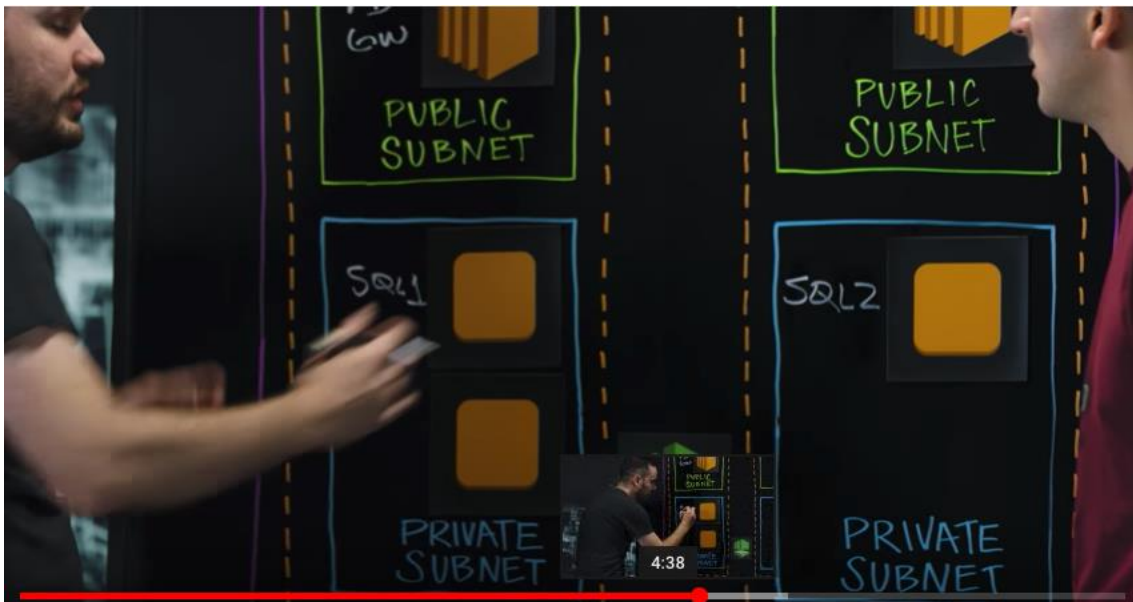 GW
PUBLIC
SUBNET
PUBLIC
SUBNET
SQL1
SQL2
PRIVATE
SUBNET
PRIVATE
SUBNET
4:38